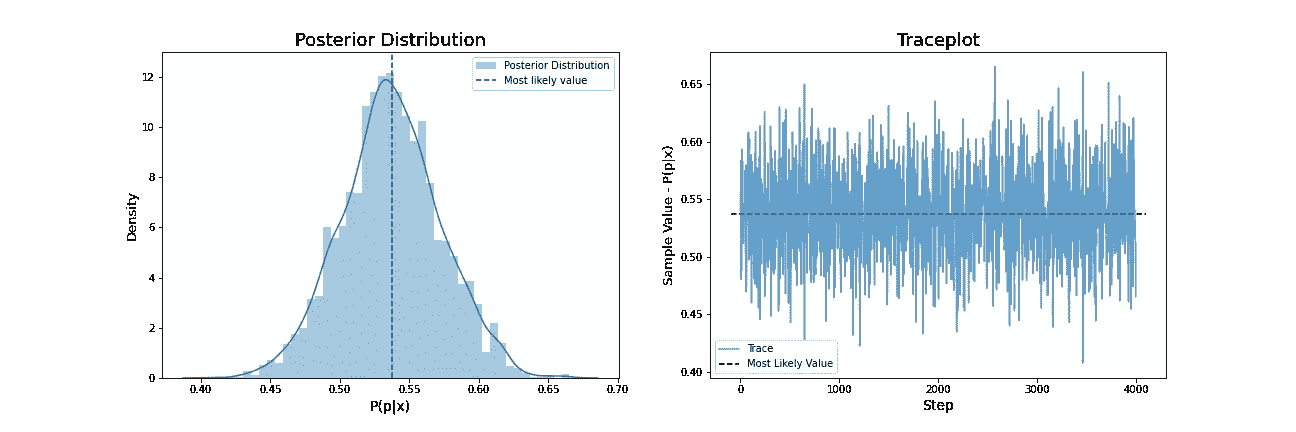 Posterior Distribution
12
10
8
6
4
2
0
Density
0.40 0.45 0.50 0.55 0.60 0.65 0.70
P(p|x)
Posterior Distribution
Most likely value
Traceplot
0.65
0.60
0.55
0.50
0.45
0.40
Sample Value - P(p|x)
0 1000 2000 3000 4000
Step
Trace
Most Likely Value